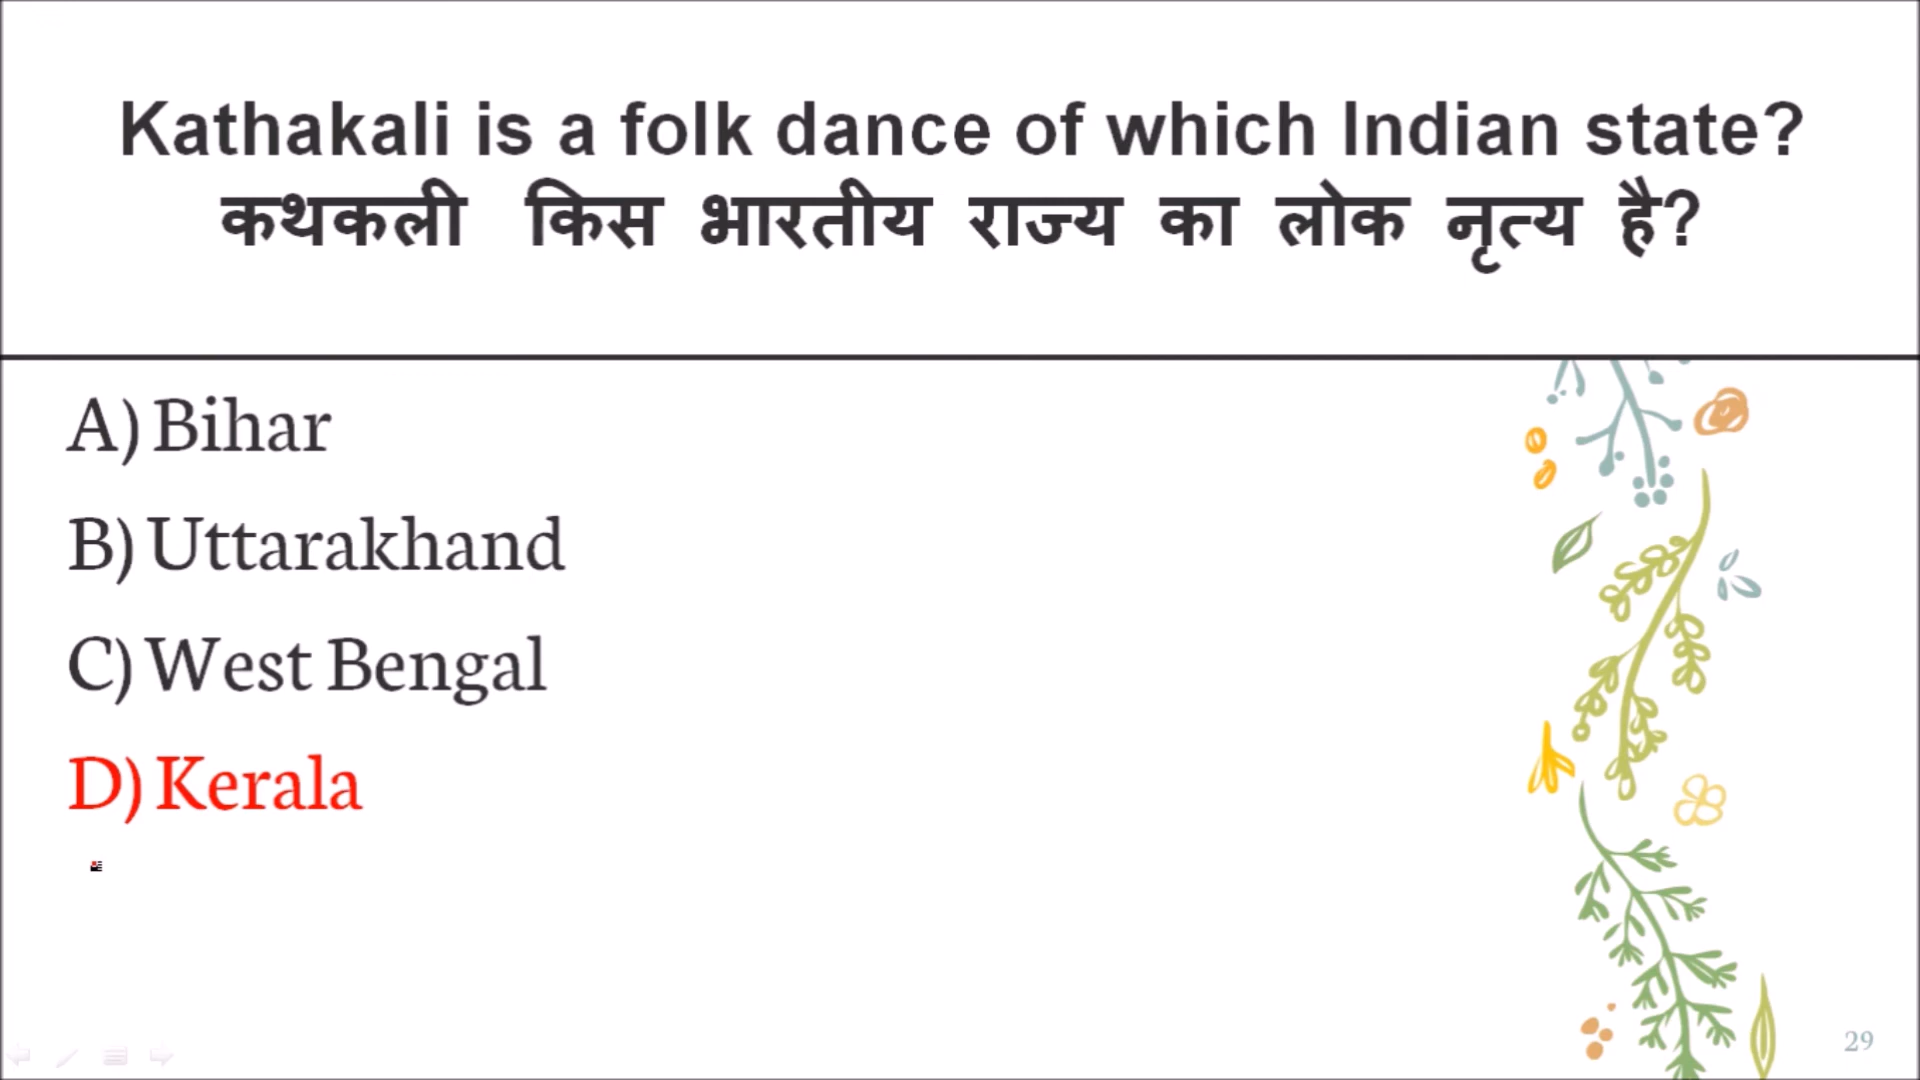 Kathakali is a folk dance of which Indian state?
कथकली किस भारतीय राज्य का लोक नृत्य है?
A) Bihar
B) Uttarakhand
C) West Bengal
D) Kerala
29